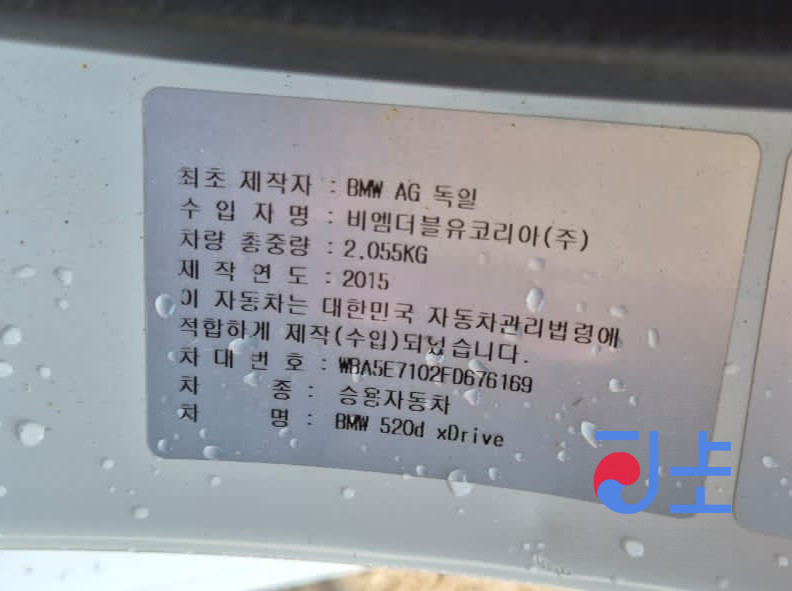 최초 제작자 : BMW AG 독일
수 입 자 명 : 비엠더블유코리아(주)
차량 총중량 : 2.055KG
제 작 연 도 : 2015
이 자동차는 대한민국 자동차관리법령에
적합하게 제작(수입)되었습니다.
차 대 번 호 : WBA5E7102FD676169
차 종 : 승용자동차
차 명 : BMW 520d xDrive